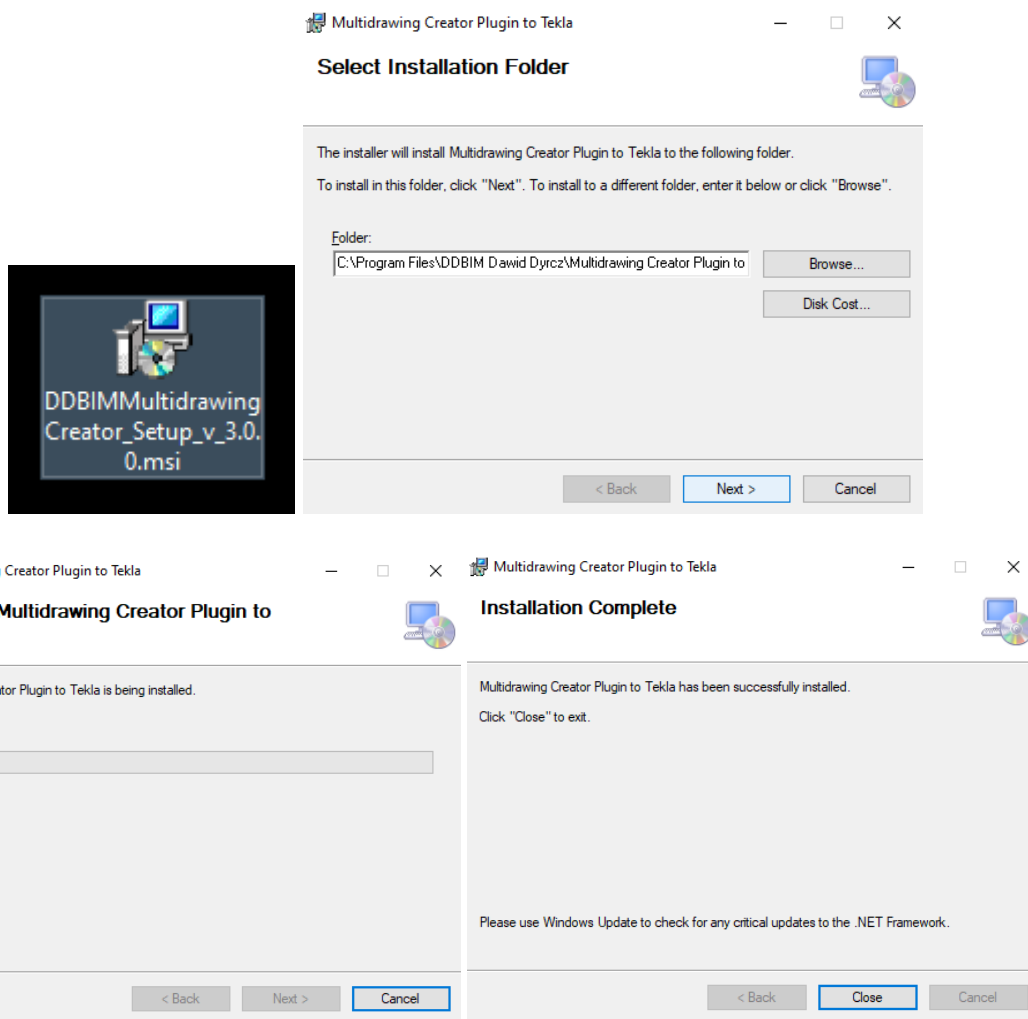 Multidrawing Creator Plugin to Tekla
Select Installation Folder
The installer will install Multidrawing Creator Plugin to Tekla to the following folder.
To install in this folder, click "Next". To install to a different folder, enter it below or click "Browse".
Folder:
C:\Program Files\DDBIM Dawid Dyrcz\Multidrawing Creator Plugin to
Browse...
Disk Cost...
< Back
Next >
Cancel
DDBIMMultidrawing
Creator_Setup_v_3.0.
0.msi
Creator Plugin to Tekla
Multidrawing Creator Plugin to
tor Plugin to Tekla is being installed.
< Back
Next >
Cancel
Multidrawing Creator Plugin to Tekla
Installation Complete
Multidrawing Creator Plugin to Tekla has been successfully installed.
Click "Close" to exit.
Please use Windows Update to check for any critical updates to the .NET Framework.
< Back
Close
Cancel